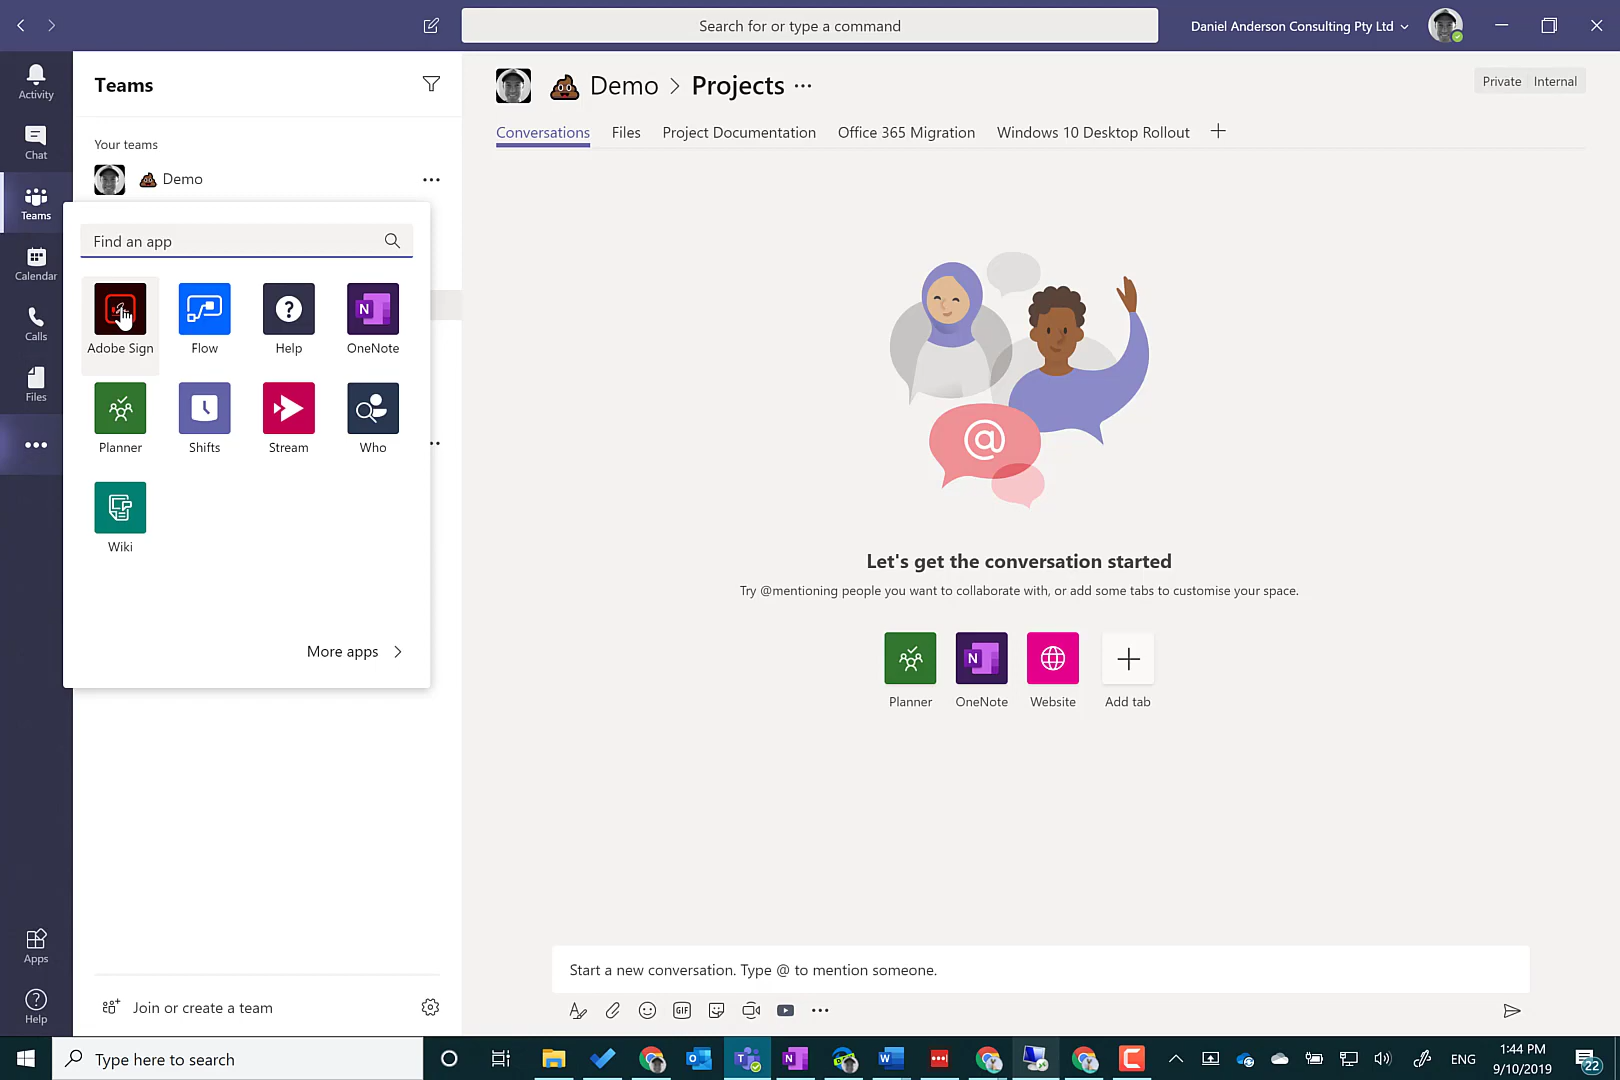 Search for or type a command
Daniel Anderson Consulting Pty Ltd
Activity
Chat
Teams
Calendar
Calls
Files
Apps
Help
Teams
Your teams
Demo
Find an app
Adobe Sign
Flow
Help
OneNote
Planner
Shifts
Stream
Who
Wiki
More apps
Join or create a team
Demo > Projects
Private Internal
Conversations Files Project Documentation Office 365 Migration Windows 10 Desktop Rollout
@
Let's get the conversation started
Try @mentioning people you want to collaborate with, or add some tabs to customise your space.
N
Planner OneNote Website Add tab
Start a new conversation. Type @ to mention someone.
GIF
Type here to search
ENG
1:44 PM
9/10/2019
22